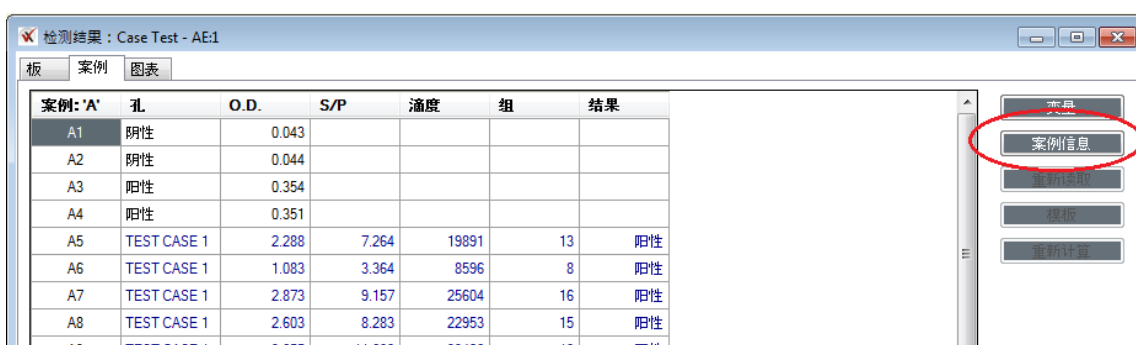 检测结果：Case Test - AE:1
板 案例 图表
案例: 'A' 孔 O.D. S/P 滴度 组 结果
A1 阴性 0.043
A2 阴性 0.044
A3 阳性 0.354
A4 阳性 0.351
A5 TEST CASE 1 2.288 7.264 19891 13 阳性
A6 TEST CASE 1 1.083 3.364 8596 8 阳性
A7 TEST CASE 1 2.873 9.157 25604 16 阳性
A8 TEST CASE 1 2.603 8.283 22953 15 阳性
变量
案例信息
重新读取
模板
重新计算